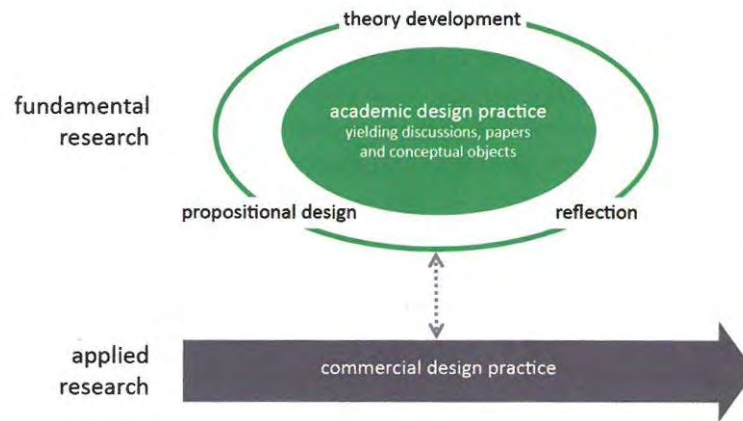 theory development
fundamental
research
academic design practice
yielding discussions, papers
and conceptual objects
propositional design
reflection
applied
research
commercial design practice